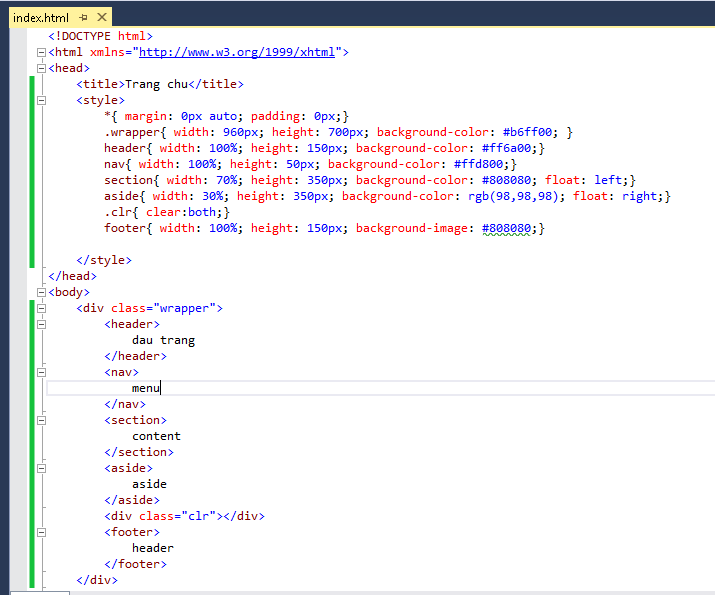 index.html
<!DOCTYPE html>
<html xmlns="http://www.w3.org/1999/xhtml">
<head>
    <title>Trang chu</title>
    <style>
        *{ margin: 0px auto; padding: 0px;}
        .wrapper{ width: 960px; height: 700px; background-color: #b6ff00; }
        header{ width: 100%; height: 150px; background-color: #ff6a00;}
        nav{ width: 100%; height: 50px; background-color: #ffd800;}
        section{ width: 70%; height: 350px; background-color: #808080; float: left;}
        aside{ width: 30%; height: 350px; background-color: rgb(98,98,98); float: right;}
        .clr{ clear:both;}
        footer{ width: 100%; height: 150px; background-image: #808080;}
    </style>
</head>
<body>
    <div class="wrapper">
        <header>
            dau trang
        </header>
        <nav>
            menu
        </nav>
        <section>
            content
        </section>
        <aside>
            aside
        </aside>
        <div class="clr"></div>
        <footer>
            header
        </footer>
    </div>